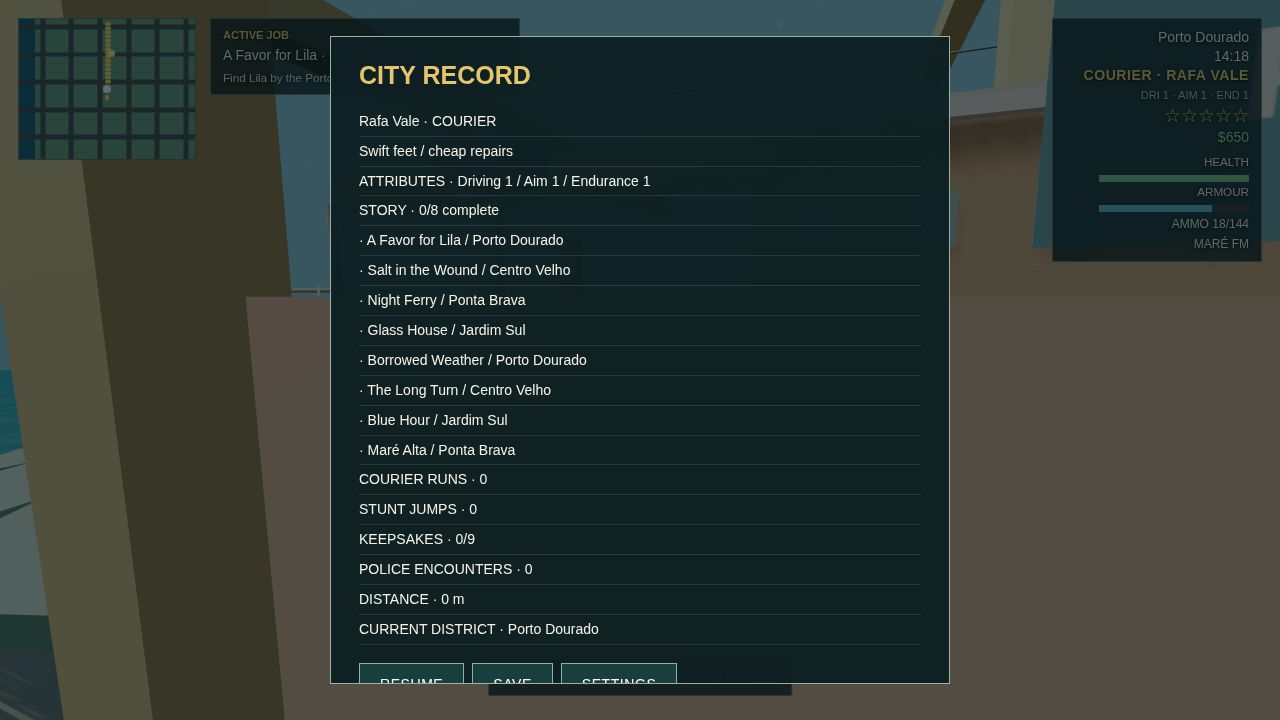 ACTIVE JOB
A Favor for Lila ·
Find Lila by the Porto
Porto Dourado
14:18
COURIER · RAFA VALE
DRI 1 · AIM 1 · END 1
☆☆☆☆☆
$650
HEALTH
ARMOUR
AMMO 18/144
MARÉ FM
CITY RECORD
Rafa Vale · COURIER
Swift feet / cheap repairs
ATTRIBUTES · Driving 1 / Aim 1 / Endurance 1
STORY · 0/8 complete
· A Favor for Lila / Porto Dourado
· Salt in the Wound / Centro Velho
· Night Ferry / Ponta Brava
· Glass House / Jardim Sul
· Borrowed Weather / Porto Dourado
· The Long Turn / Centro Velho
· Blue Hour / Jardim Sul
· Maré Alta / Ponta Brava
COURIER RUNS · 0
STUNT JUMPS · 0
KEEPSAKES · 0/9
POLICE ENCOUNTERS · 0
DISTANCE · 0 m
CURRENT DISTRICT · Porto Dourado
RESUME SAVE SETTINGS